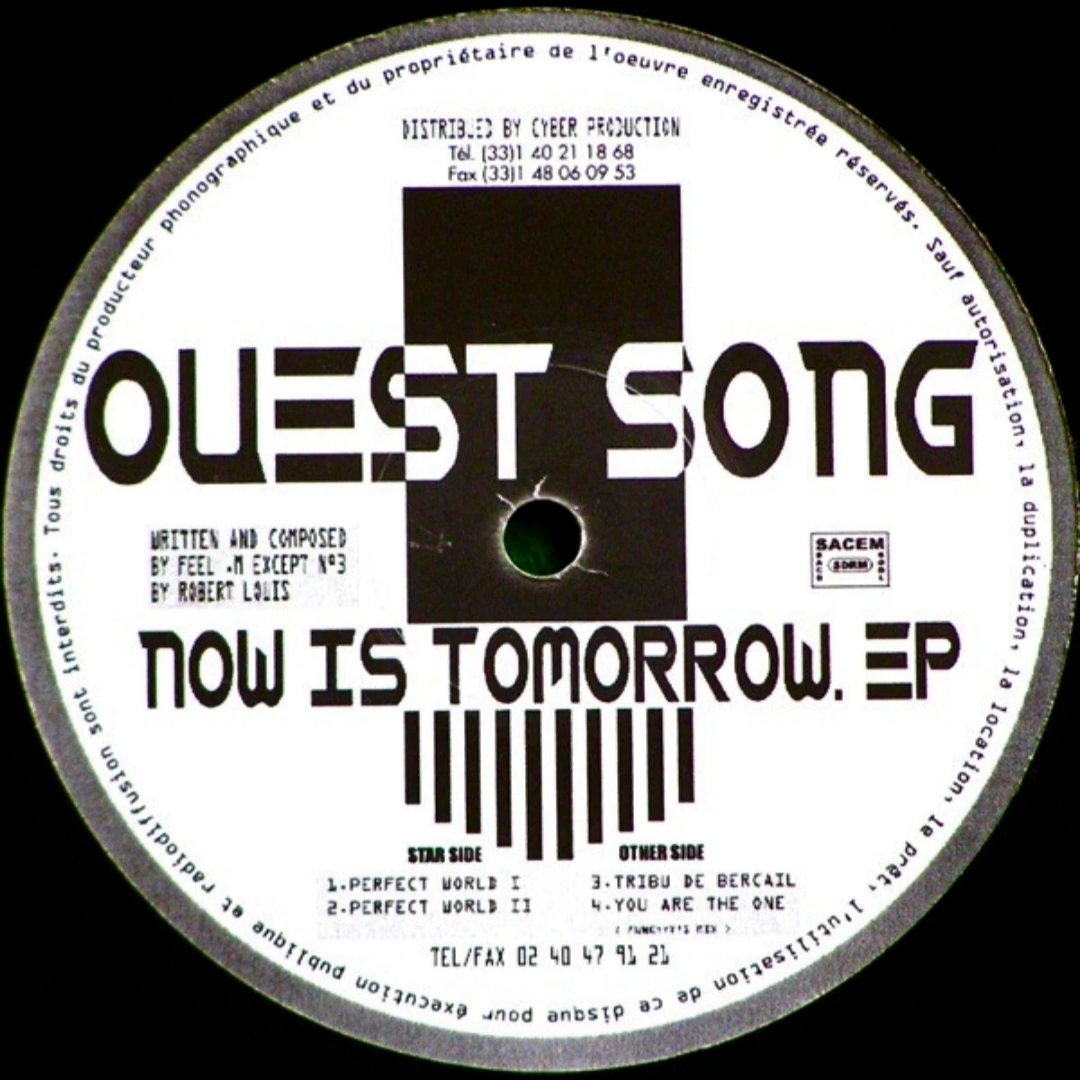 Tous droits du producteur phonographique et du propriétaire de l'oeuvre enregistrée réservés. Sauf autorisation, la duplication, la location, le prêt, l'utilisation de ce disque pour éxecution publique et radiodiffusion sont interdits.
DISTRIBUED BY CYBER PRODUCTION
Tél. (33)1 40 21 18 68
Fax (33)1 48 06 09 53
OUEST SONG
WRITTEN AND COMPOSED
BY FEEL .M EXCEPT Nº3
BY ROBERT LOUIS
SACEM
SDRM
NOW IS TOMORROW. EP
STAR SIDE
1.PERFECT WORLD I
2.PERFECT WORLD II
OTHER SIDE
3.TRIBU DE BERCAIL
4.YOU ARE THE ONE
TEL/FAX 02 40 47 91 21